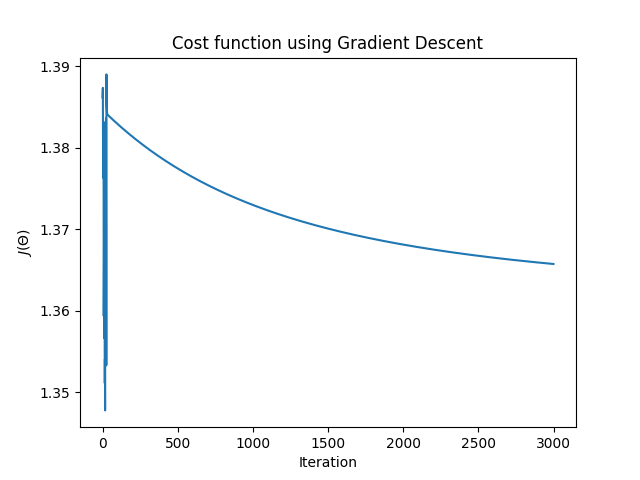 Cost function using Gradient Descent
1.39
1.38
1.37
1.36
1.35
J(Θ)
0 500 1000 1500 2000 2500 3000
Iteration